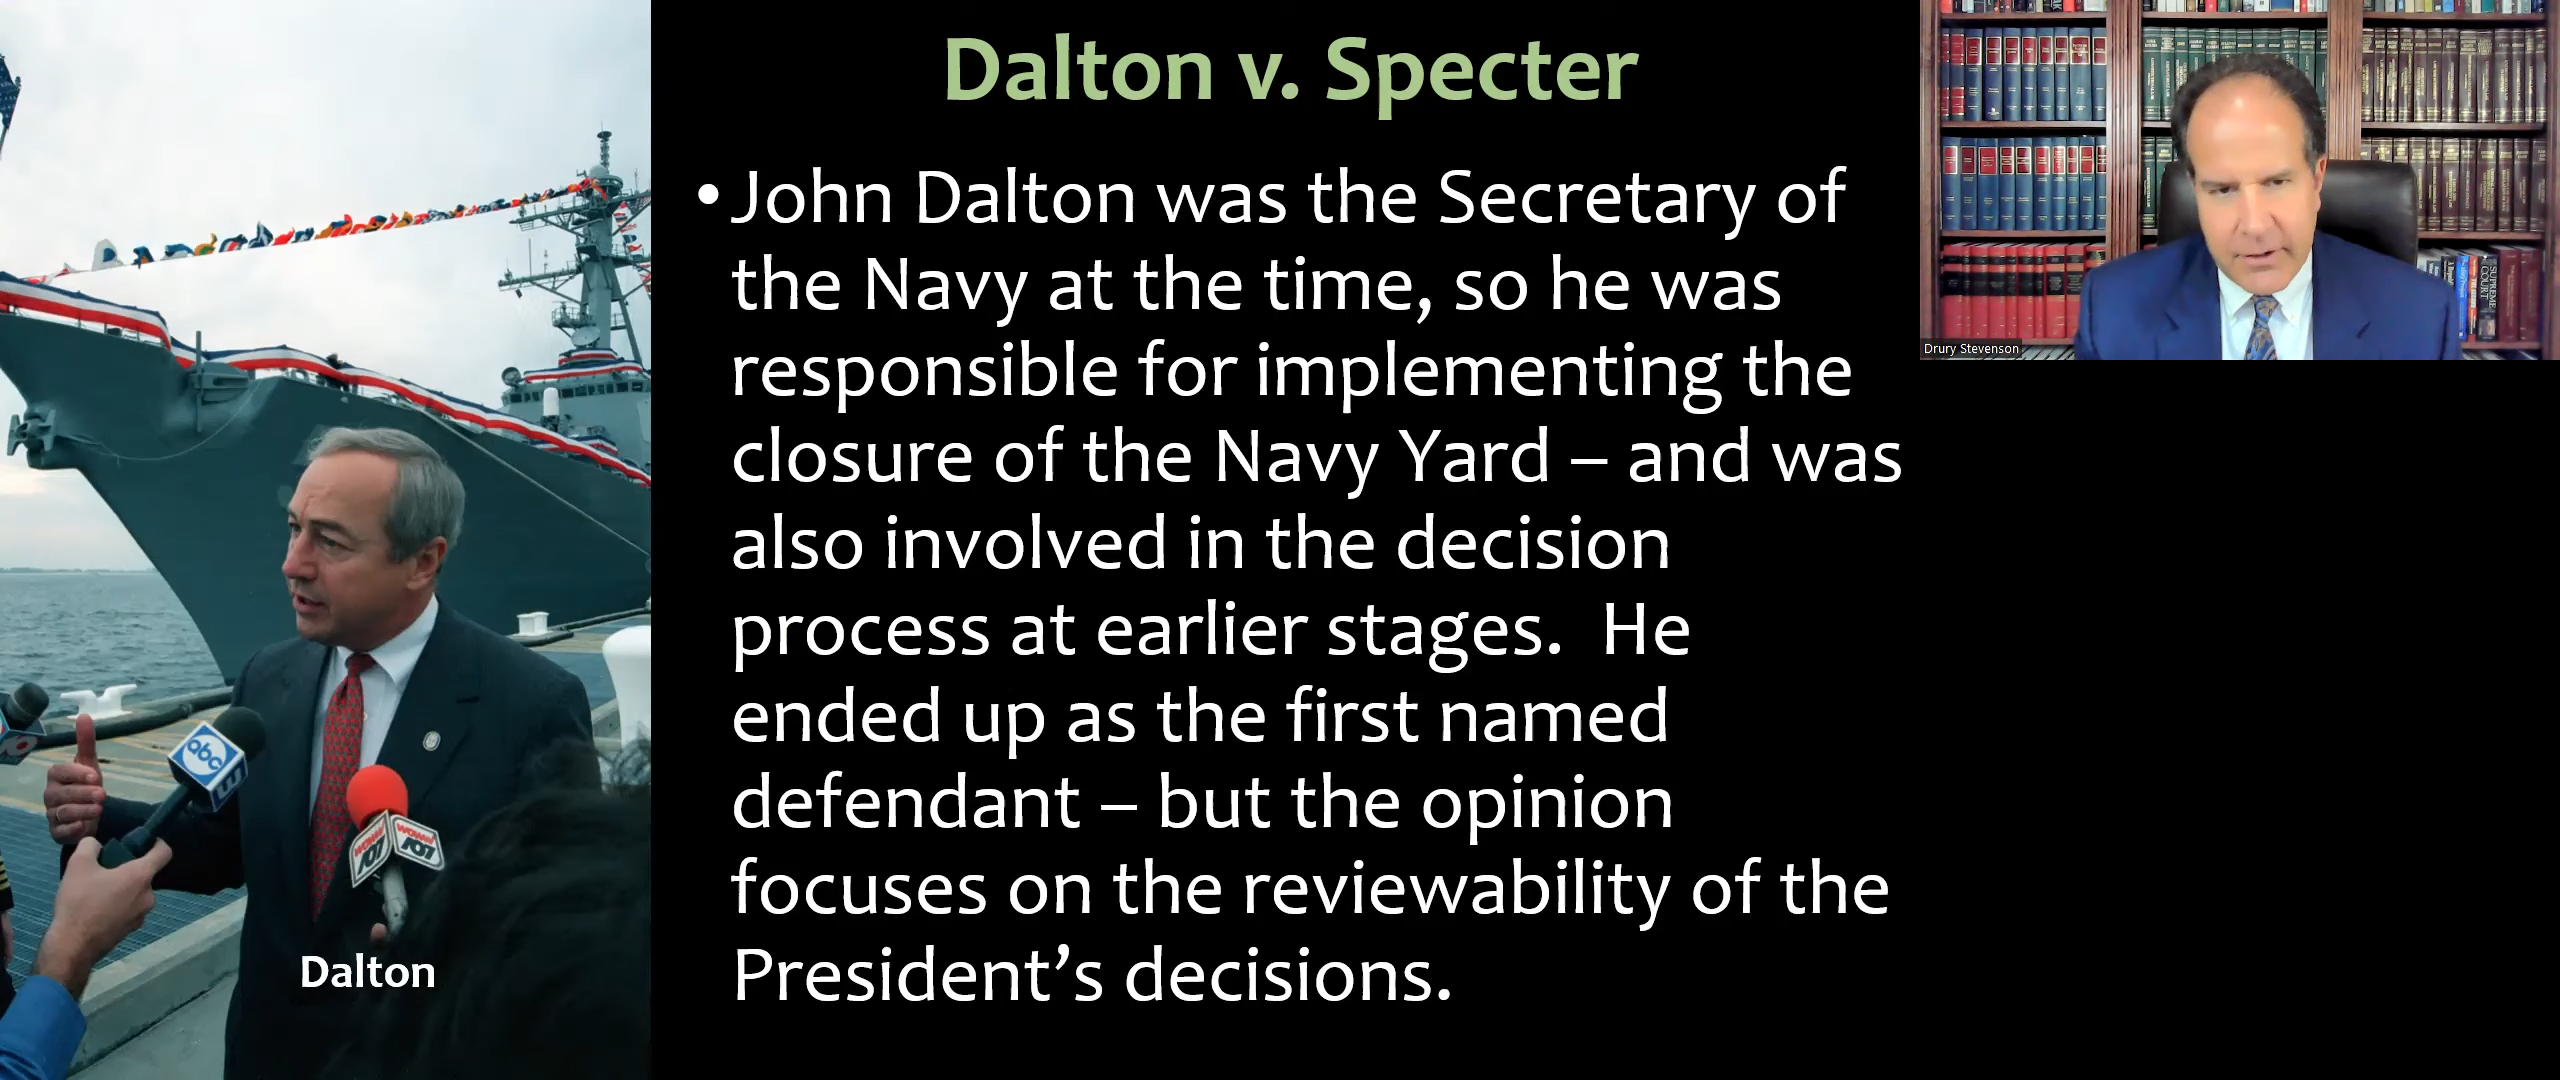 Dalton v. Specter
• John Dalton was the Secretary of
the Navy at the time, so he was
responsible for implementing the
closure of the Navy Yard – and was
also involved in the decision
process at earlier stages.  He
ended up as the first named
defendant – but the opinion
focuses on the reviewability of the
President’s decisions.
Dalton
abc
107
107
Drury Stevenson
SUPREME
COURT